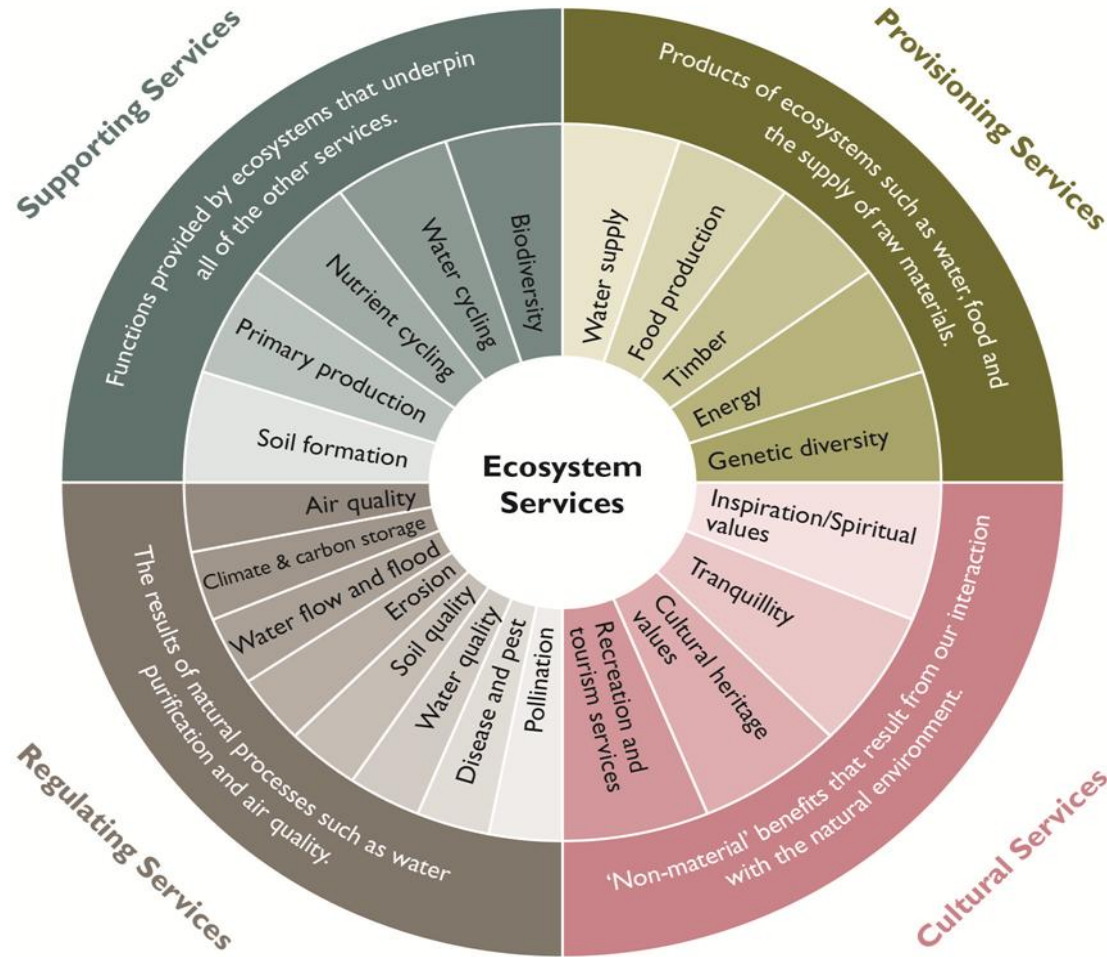 Supporting Services
Functions provided by ecosystems that underpin
all of the other services.
Biodiversity
Water cycling
Nutrient cycling
Primary production
Soil formation
Provisioning Services
Products of ecosystems such as water, food and
the supply of raw materials.
Water supply
Food production
Timber
Energy
Genetic diversity
Ecosystem
Services
Regulating Services
The results of natural processes such as water
purification and air quality.
Air quality
Climate & carbon storage
Water flow and flood
Erosion
Soil quality
Water quality
Disease and pest
Pollination
Cultural Services
‘Non-material’ benefits that result from our interaction
with the natural environment.
Inspiration/Spiritual
values
Tranquillity
Cultural heritage
values
Recreation and
tourism services